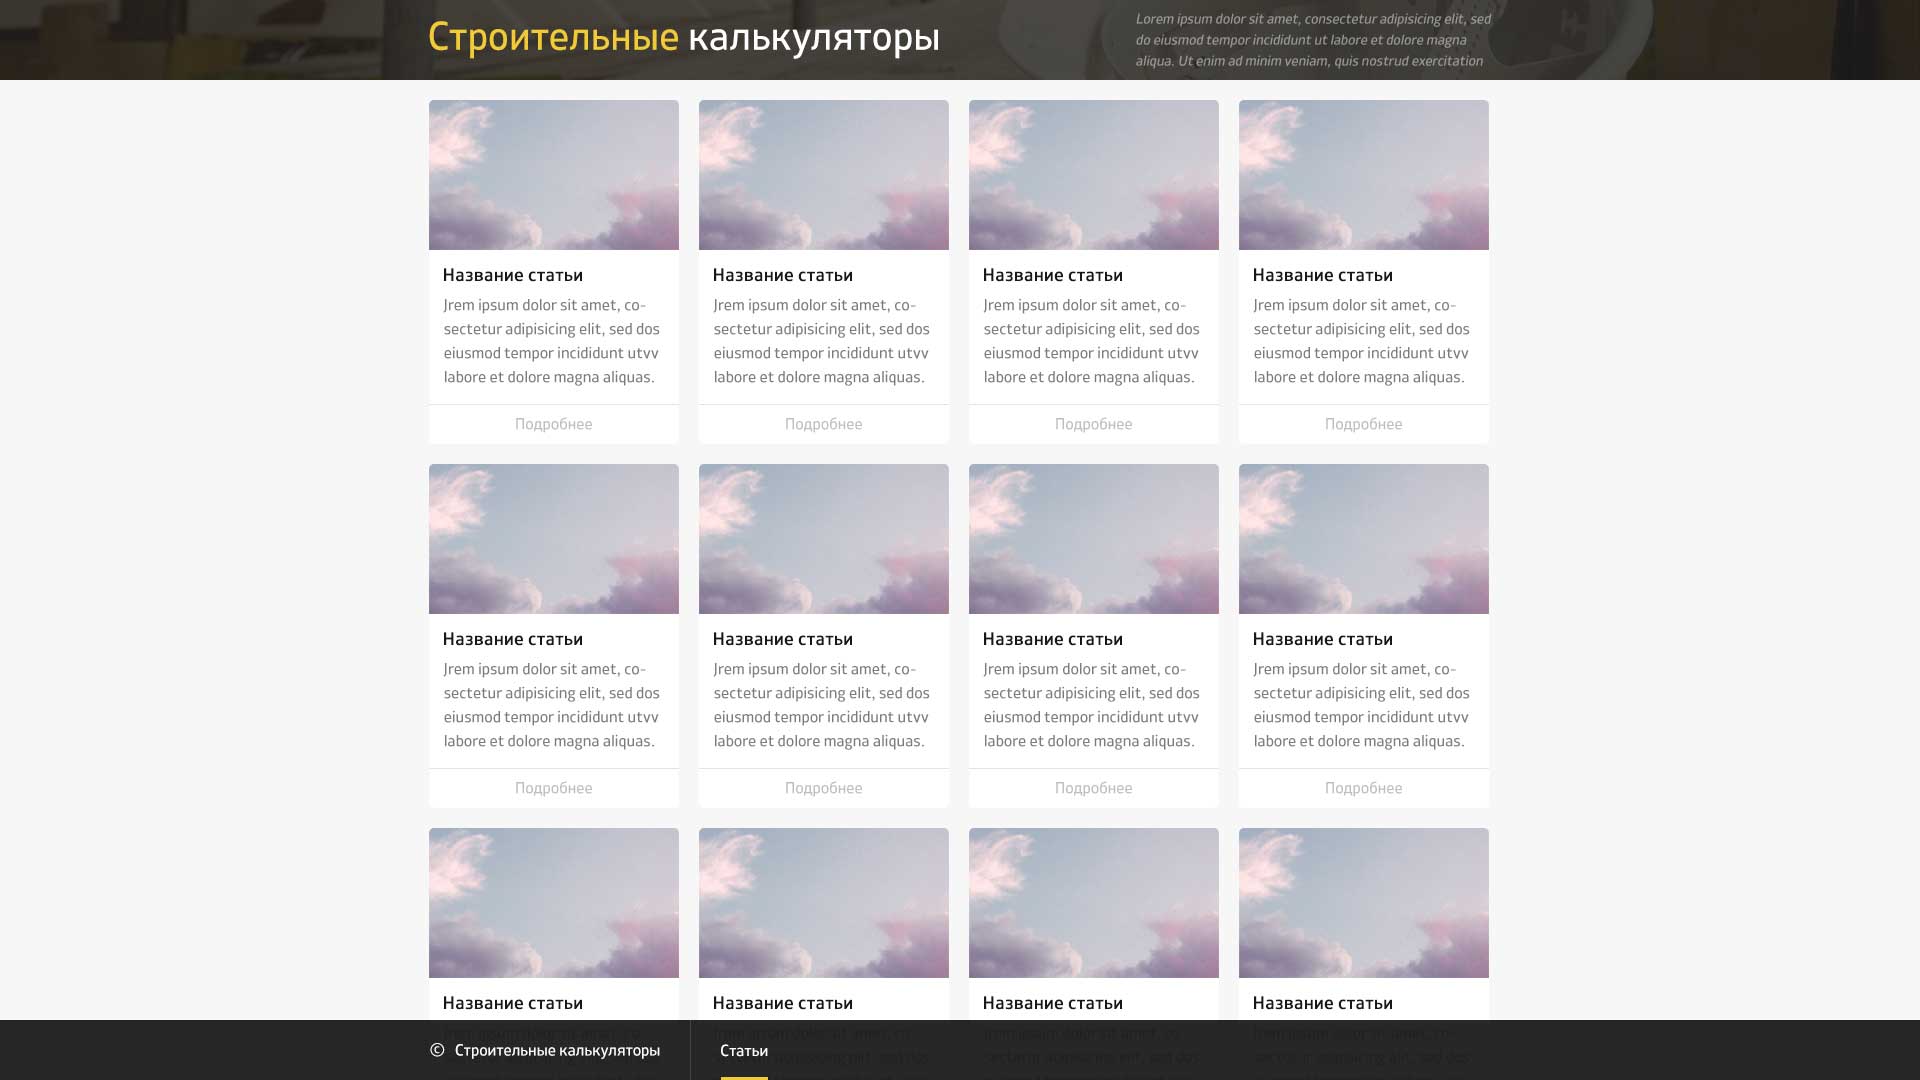 Строительные калькуляторы
Lorem ipsum dolor sit amet, consectetur adipisicing elit, sed
do eiusmod tempor incididunt ut labore et dolore magna
aliqua. Ut enim ad minim veniam, quis nostrud exercitation
Название статьи
Jrem ipsum dolor sit amet, co-
sectetur adipisicing elit, sed dos
eiusmod tempor incididunt utvv
labore et dolore magna aliquas.
Подробнее
Название статьи
Jrem ipsum dolor sit amet, co-
sectetur adipisicing elit, sed dos
eiusmod tempor incididunt utvv
labore et dolore magna aliquas.
Подробнее
Название статьи
Jrem ipsum dolor sit amet, co-
sectetur adipisicing elit, sed dos
eiusmod tempor incididunt utvv
labore et dolore magna aliquas.
Подробнее
Название статьи
Jrem ipsum dolor sit amet, co-
sectetur adipisicing elit, sed dos
eiusmod tempor incididunt utvv
labore et dolore magna aliquas.
Подробнее
Название статьи
Jrem ipsum dolor sit amet, co-
sectetur adipisicing elit, sed dos
eiusmod tempor incididunt utvv
labore et dolore magna aliquas.
Подробнее
Название статьи
Jrem ipsum dolor sit amet, co-
sectetur adipisicing elit, sed dos
eiusmod tempor incididunt utvv
labore et dolore magna aliquas.
Подробнее
Название статьи
Jrem ipsum dolor sit amet, co-
sectetur adipisicing elit, sed dos
eiusmod tempor incididunt utvv
labore et dolore magna aliquas.
Подробнее
Название статьи
Jrem ipsum dolor sit amet, co-
sectetur adipisicing elit, sed dos
eiusmod tempor incididunt utvv
labore et dolore magna aliquas.
Подробнее
Название статьи
Название статьи
Название статьи
Название статьи
© Строительные калькуляторы
Статьи